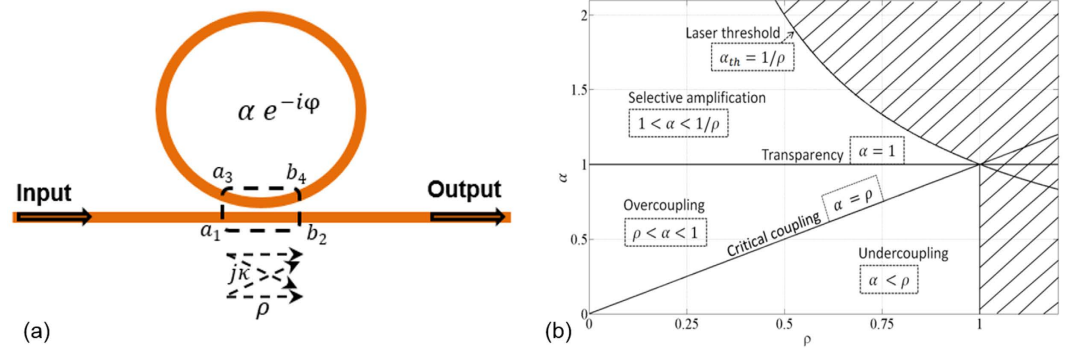 α e⁻ⁱᵠ
a₃ b₄
Input Output
a₁ b₂
jκ
ρ
(a)
2
1.5
1
0.5
0
α
Laser threshold
αₜₕ = 1/ρ
Selective amplification
1 < α < 1/ρ
Transparency α = 1
Overcoupling
ρ < α < 1
Critical coupling α = ρ
Undercoupling
α < ρ
0 0.25 0.5 0.75 1
ρ
(b)